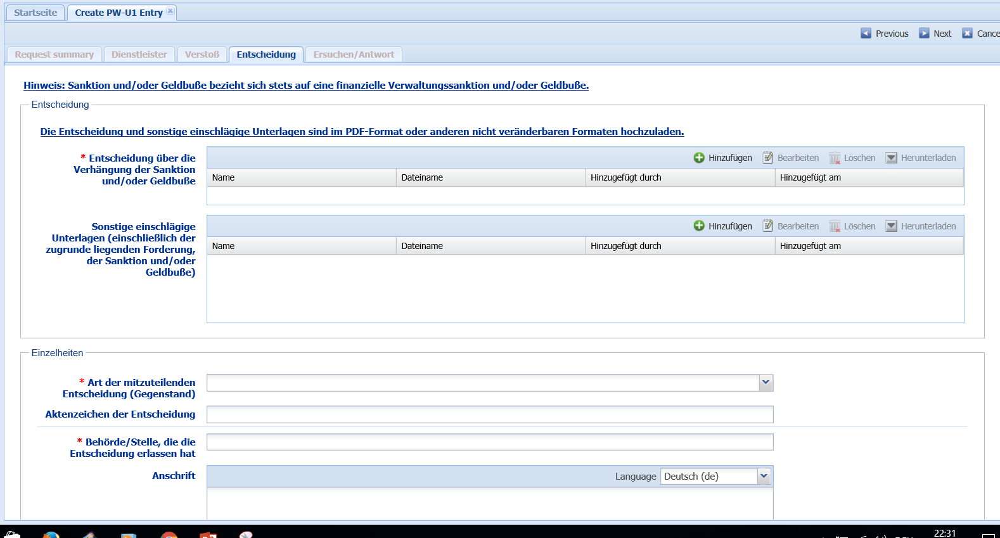 Startseite
Create PW-U1 Entry
Previous Next Cance
Request summary Dienstleister Verstoß Entscheidung Ersuchen/Antwort
Hinweis: Sanktion und/oder Geldbuße bezieht sich stets auf eine finanzielle Verwaltungssanktion und/oder Geldbuße.
Entscheidung
Die Entscheidung und sonstige einschlägige Unterlagen sind im PDF-Format oder anderen nicht veränderbaren Formaten hochzuladen.
* Entscheidung über die
Verhängung der Sanktion
und/oder Geldbuße
Hinzufügen Bearbeiten Löschen Herunterladen
Name Dateiname Hinzugefügt durch Hinzugefügt am
Sonstige einschlägige
Unterlagen (einschließlich der
zugrunde liegenden Forderung,
der Sanktion und/oder
Geldbuße)
Hinzufügen Bearbeiten Löschen Herunterladen
Name Dateiname Hinzugefügt durch Hinzugefügt am
Einzelheiten
* Art der mitzuteilenden
Entscheidung (Gegenstand)
Aktenzeichen der Entscheidung
* Behörde/Stelle, die die
Entscheidung erlassen hat
Anschrift
Language Deutsch (de)
22:31